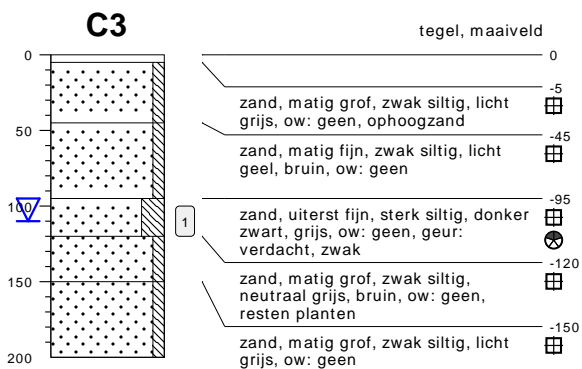 C3
tegel, maaiveld
0
0
-5
zand, matig grof, zwak siltig, licht
grijs, ow: geen, ophoogzand
50
-45
zand, matig fijn, zwak siltig, licht
geel, bruin, ow: geen
100
-95
zand, uiterst fijn, sterk siltig, donker
zwart, grijs, ow: geen, geur:
verdacht, zwak
1
-120
zand, matig grof, zwak siltig,
neutraal grijs, bruin, ow: geen,
resten planten
150
-150
zand, matig grof, zwak siltig, licht
grijs, ow: geen
200